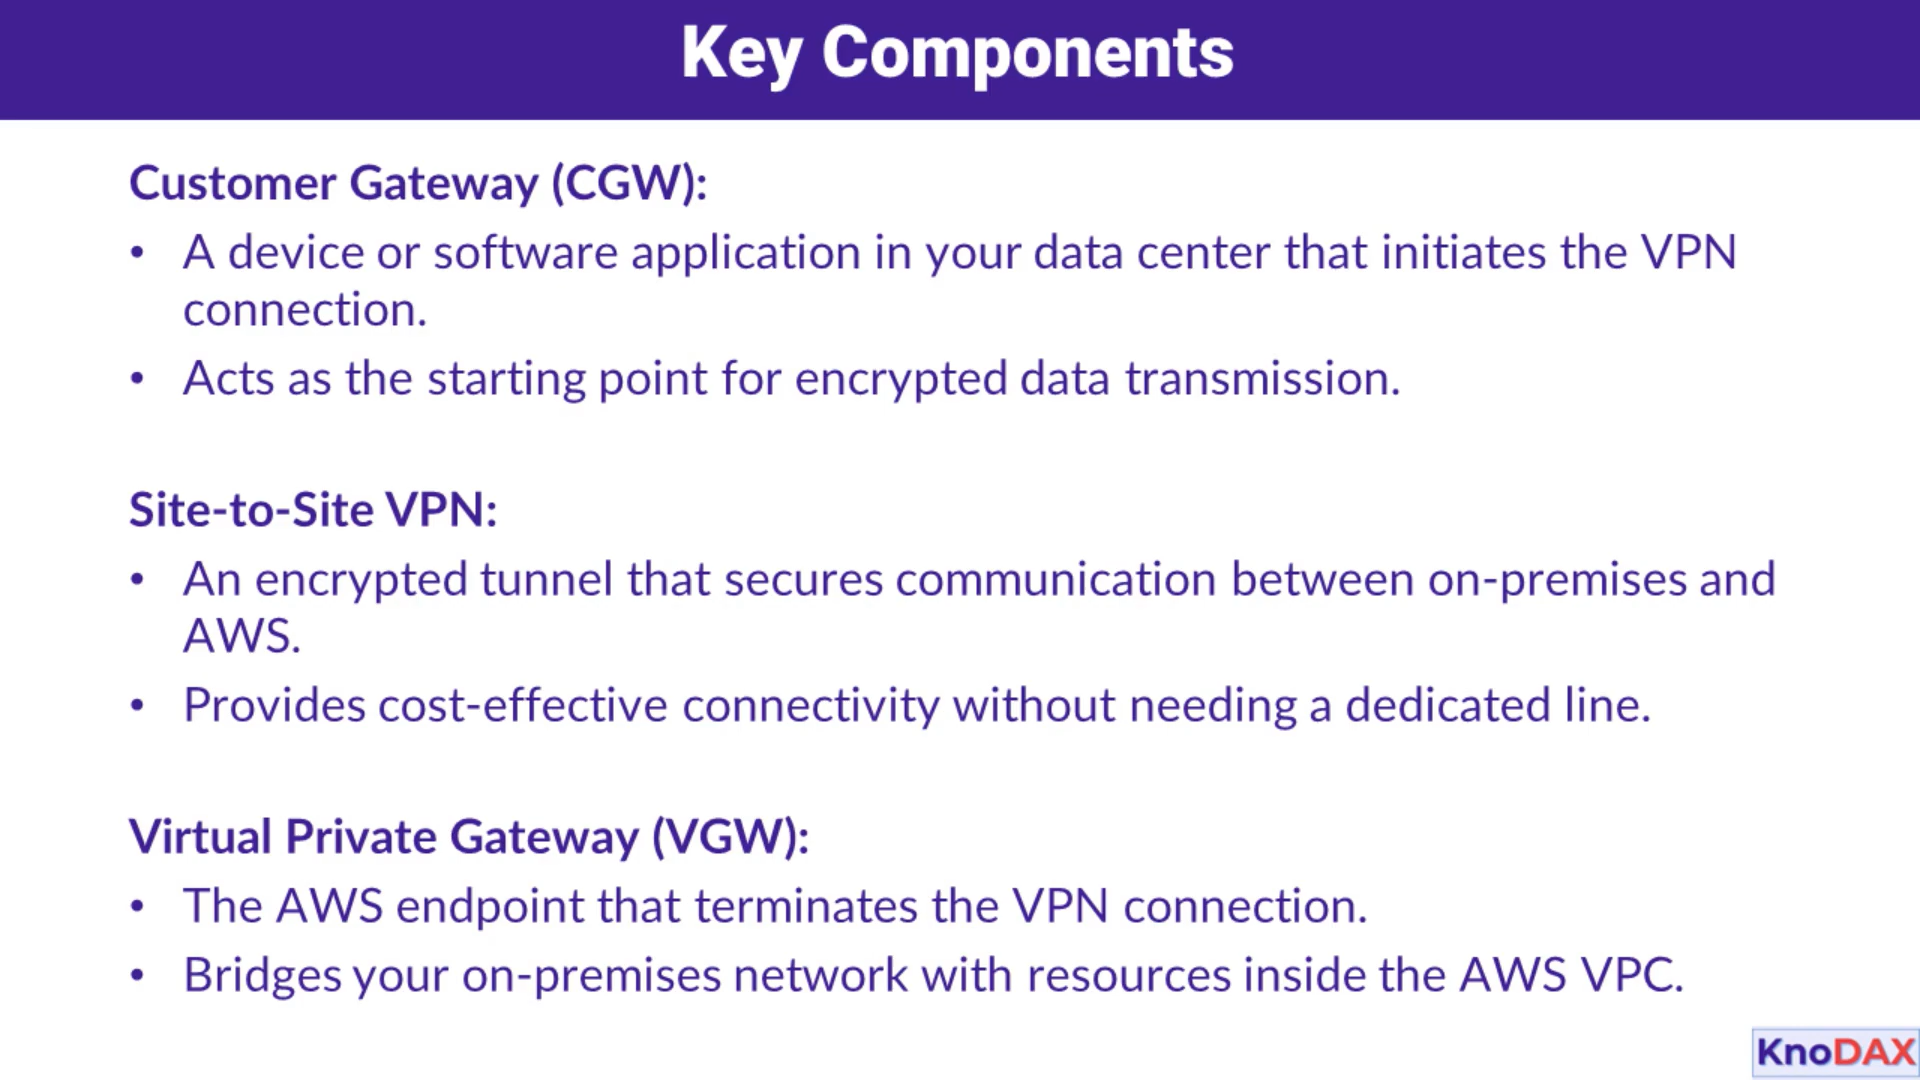 Key Components
Customer Gateway (CGW):
• A device or software application in your data center that initiates the VPN
connection.
• Acts as the starting point for encrypted data transmission.
Site-to-Site VPN:
• An encrypted tunnel that secures communication between on-premises and
AWS.
• Provides cost-effective connectivity without needing a dedicated line.
Virtual Private Gateway (VGW):
• The AWS endpoint that terminates the VPN connection.
• Bridges your on-premises network with resources inside the AWS VPC.
KnoDAX